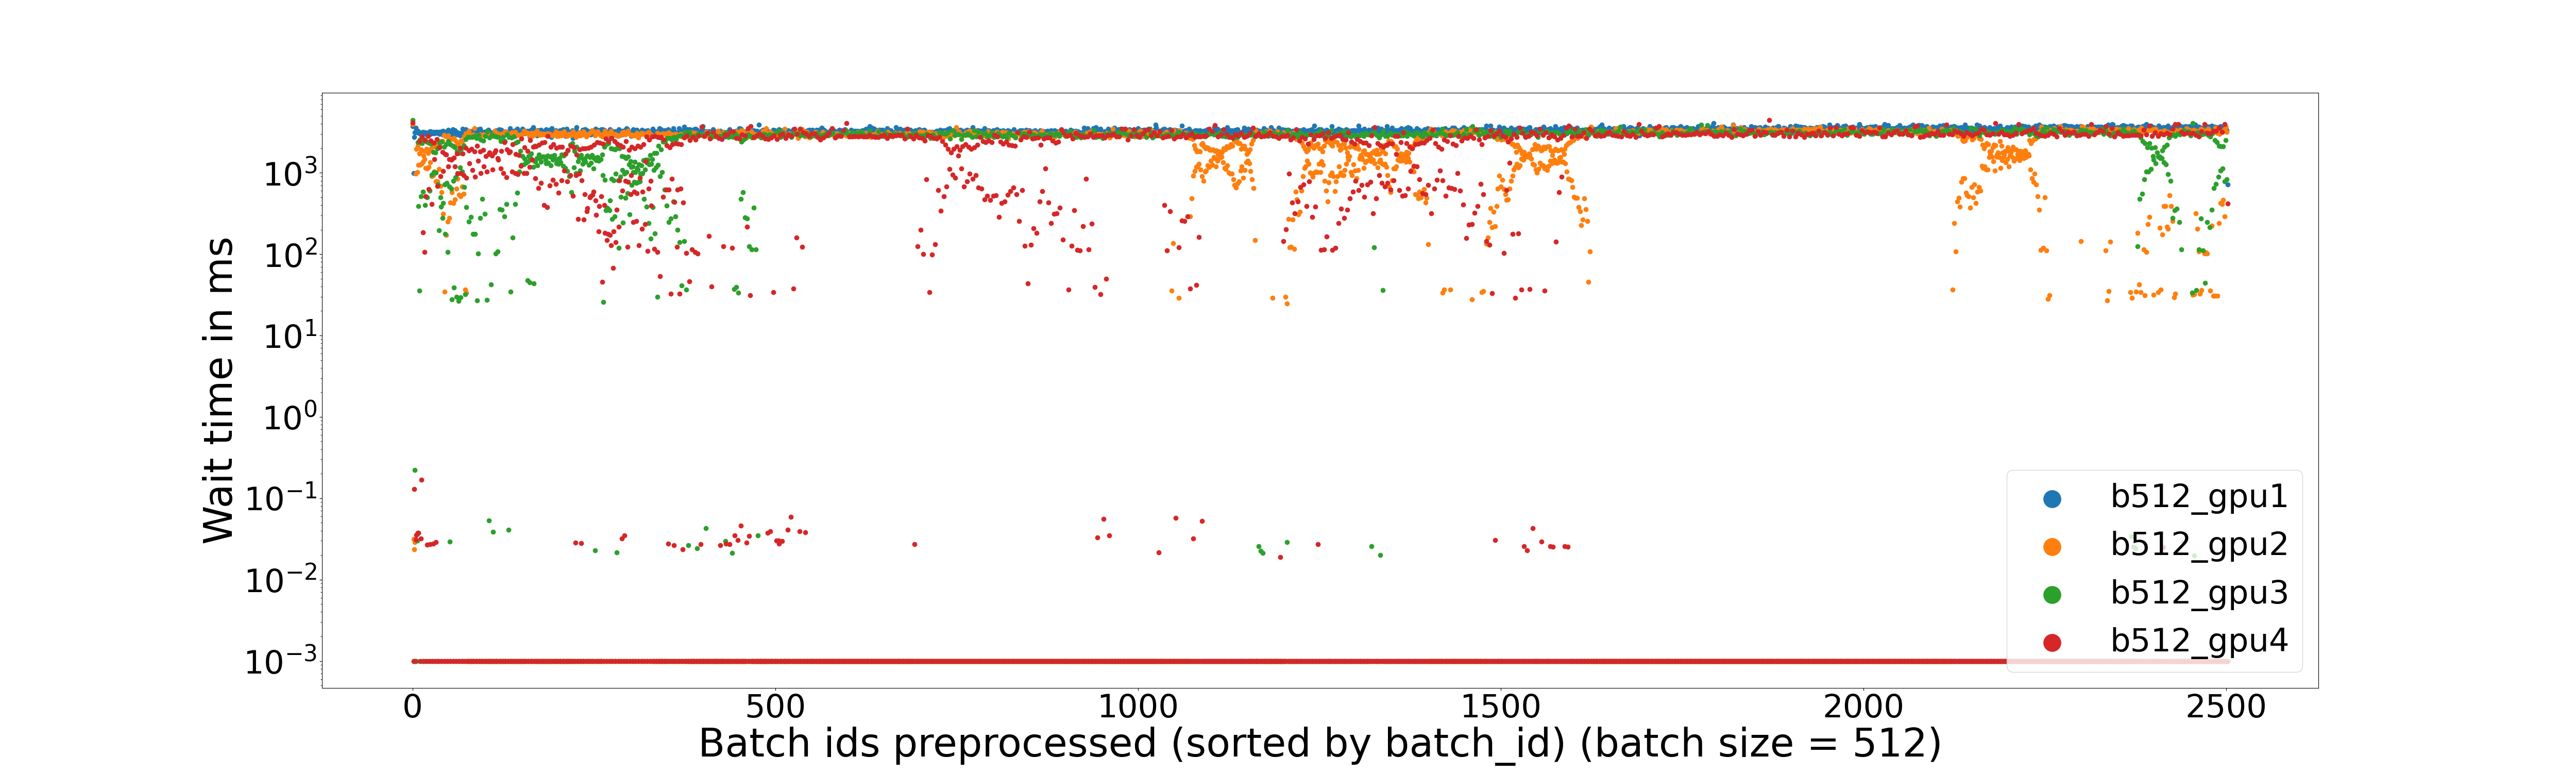 Wait time in ms
10³
10²
10¹
10⁰
10⁻¹
10⁻²
10⁻³
b512_gpu1
b512_gpu2
b512_gpu3
b512_gpu4
0 500 1000 1500 2000 2500
Batch ids preprocessed (sorted by batch_id) (batch size = 512)